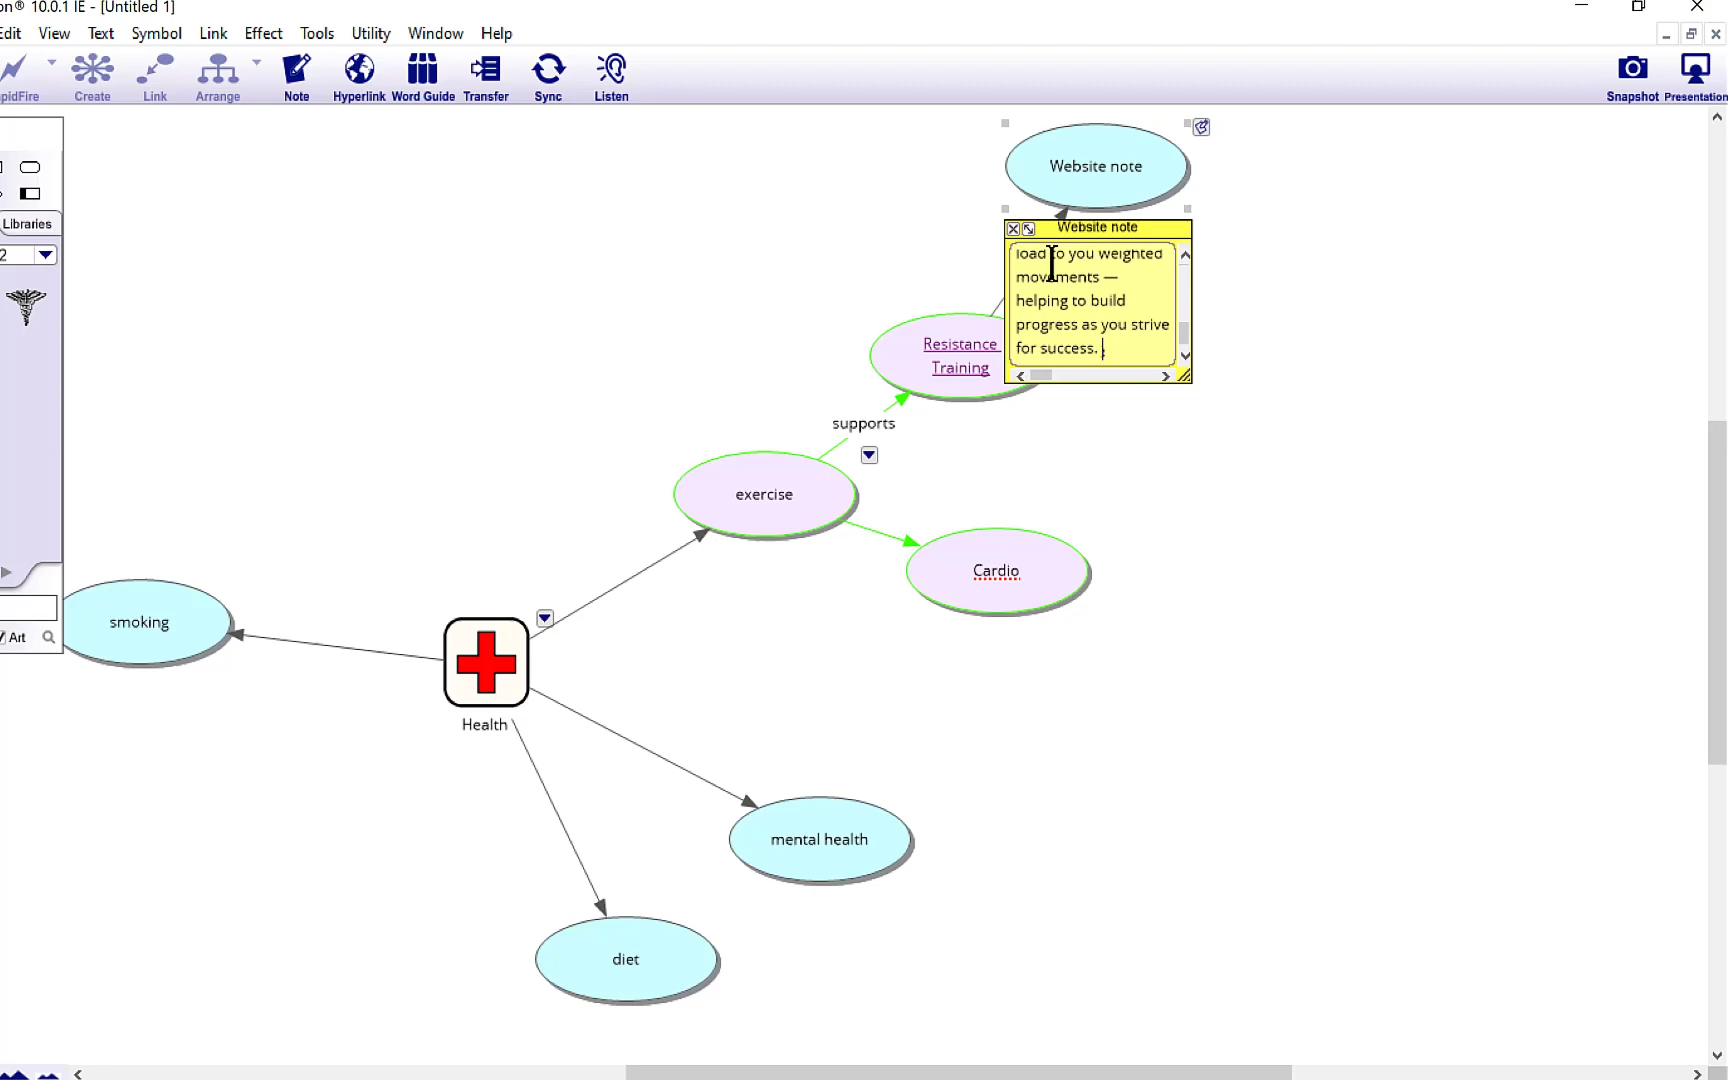 on® 10.0.1 IE - [Untitled 1]
Edit View Text Symbol Link Effect Tools Utility Window Help
pidFire Create Link Arrange Note Hyperlink Word Guide Transfer Sync Listen Snapshot Presentation
Libraries
2
Art
Website note
Website note
load to you weighted
movements —
helping to build
progress as you strive
for success.
Resistance
Training
supports
exercise
Cardio
smoking
Health
mental health
diet